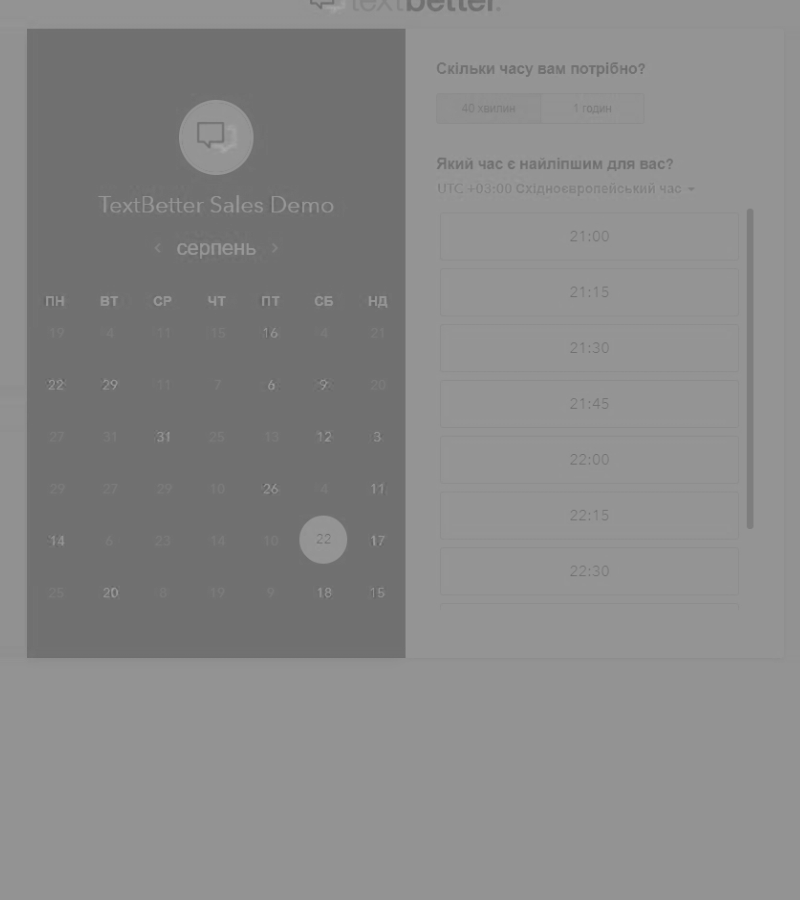 textbetter.
TextBetter Sales Demo
серпень
ПН ВТ СР ЧТ ПТ СБ НД
19 4 11 15 16 4 21
22 29 11 7 6 9 20
27 31 31 25 13 12 3
29 27 29 10 26 4 11
14 6 23 14 10 22 17
25 20 8 19 9 18 15
Скільки часу вам потрібно?
40 хвилин 1 годин
Який час є найліпшим для вас?
UTC +03:00 Східноєвропейський час
21:00
21:15
21:30
21:45
22:00
22:15
22:30